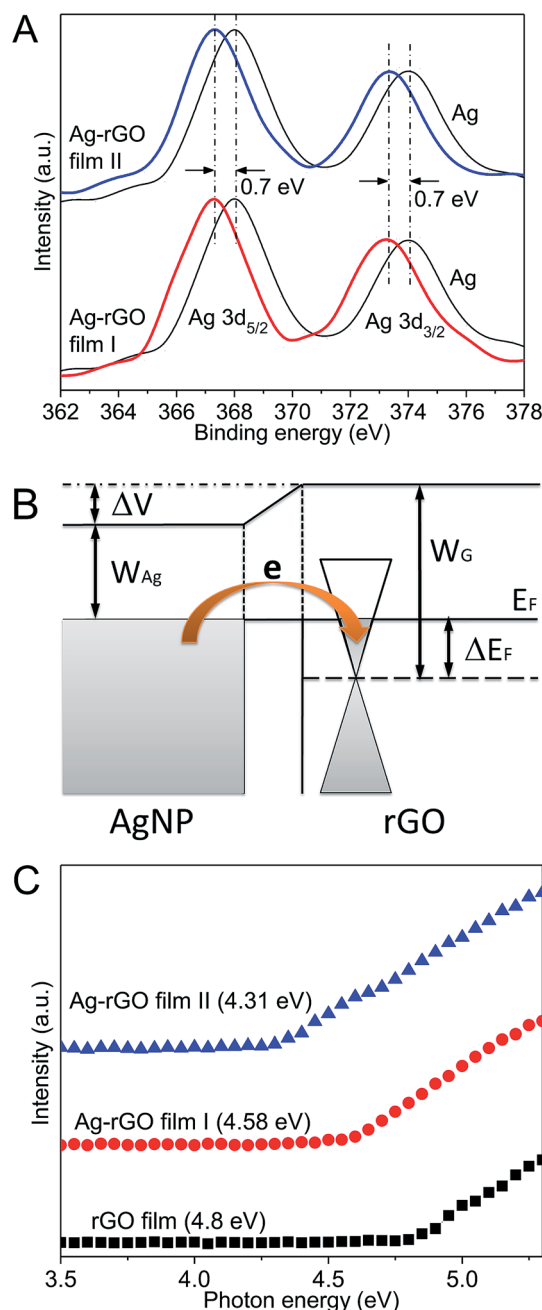 A
Intensity (a.u.)
Ag-rGO
film II
Ag
0.7 eV
0.7 eV
Ag-rGO
film I
Ag
Ag 3d5/2
Ag 3d3/2
362 364 366 368 370 372 374 376 378
Binding energy (eV)
B
ΔV
WAg
e
WG
EF
ΔEF
AgNP
rGO
C
Intensity (a.u.)
Ag-rGO film II (4.31 eV)
Ag-rGO film I (4.58 eV)
rGO film (4.8 eV)
3.5 4.0 4.5 5.0
Photon energy (eV)